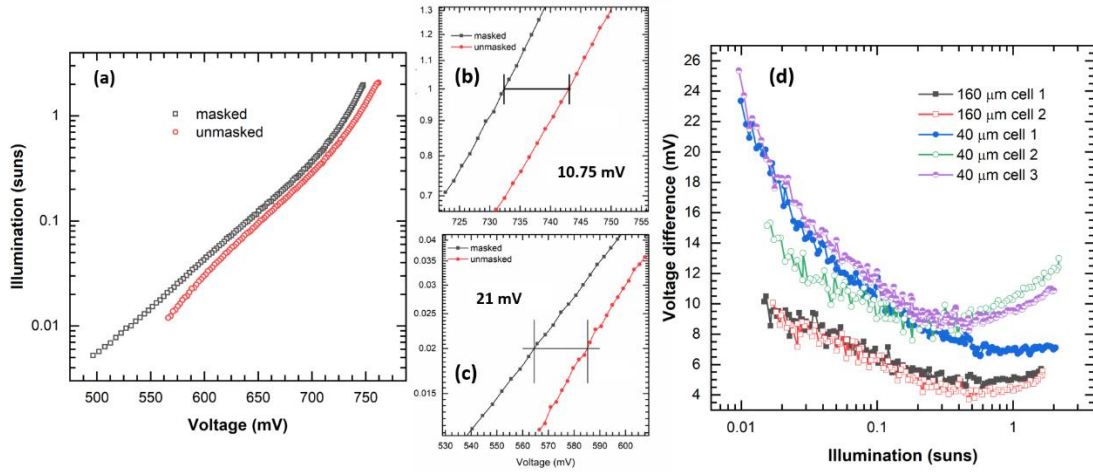 (a)
masked
unmasked
Illumination (suns)
1
0.1
0.01
500 550 600 650 700 750
Voltage (mV)
(b)
masked
unmasked
1.3
1.2
1.1
1
0.9
0.8
0.7
10.75 mV
725 730 735 740 745 750 755
(c)
masked
unmasked
0.04
0.035
0.03
0.025
0.02
0.015
21 mV
530 540 550 560 570 580 590 600
Voltage (mV)
(d)
160 μm cell 1
160 μm cell 2
40 μm cell 1
40 μm cell 2
40 μm cell 3
Voltage difference (mV)
26
24
22
20
18
16
14
12
10
8
6
4
0.01 0.1 1
Illumination (suns)